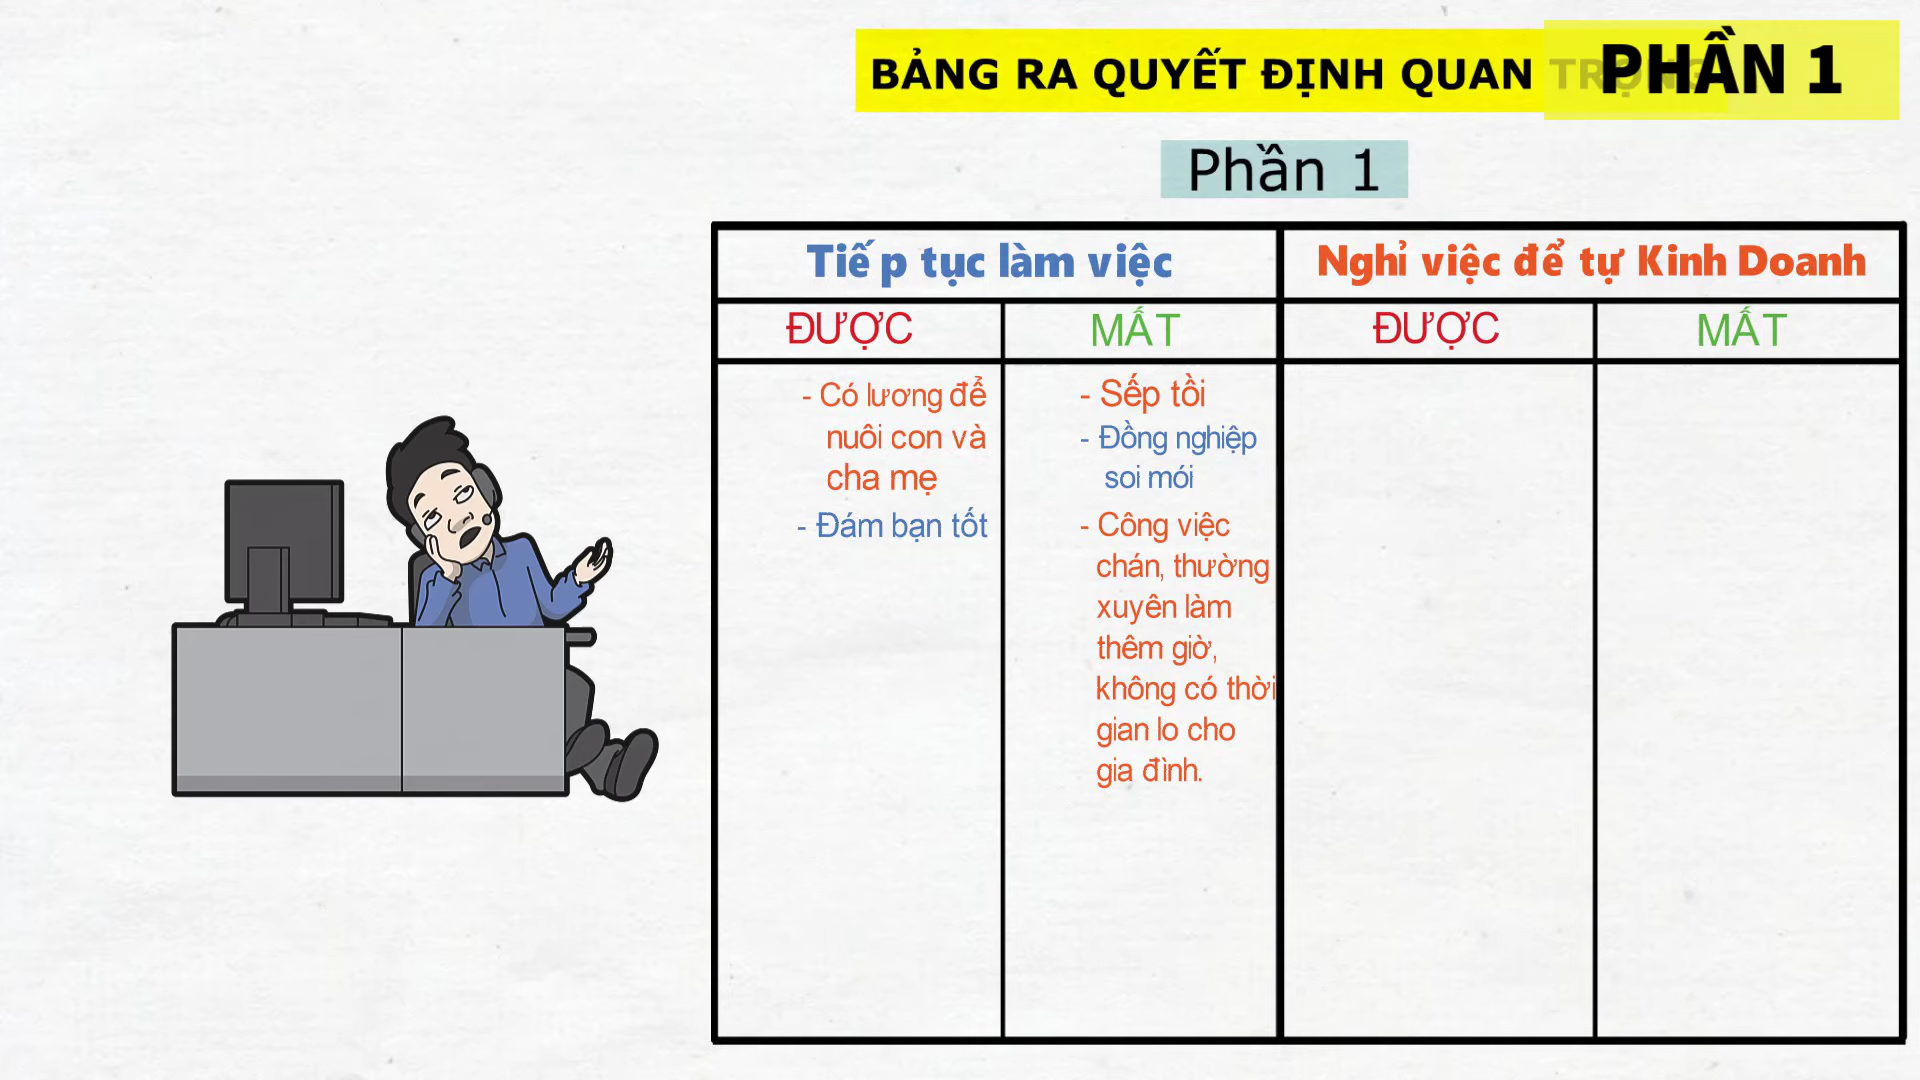 BẢNG RA QUYẾT ĐỊNH QUAN TRỌNG
PHẦN 1
Phần 1
Tiếp tục làm việc
Nghỉ việc để tự Kinh Doanh
ĐƯỢC
MẤT
ĐƯỢC
MẤT
- Có lương để
nuôi con và
cha mẹ
- Đám bạn tốt
- Sếp tồi
- Đồng nghiệp
soi mói
- Công việc
chán, thường
xuyên làm
thêm giờ,
không có thời
gian lo cho
gia đình.